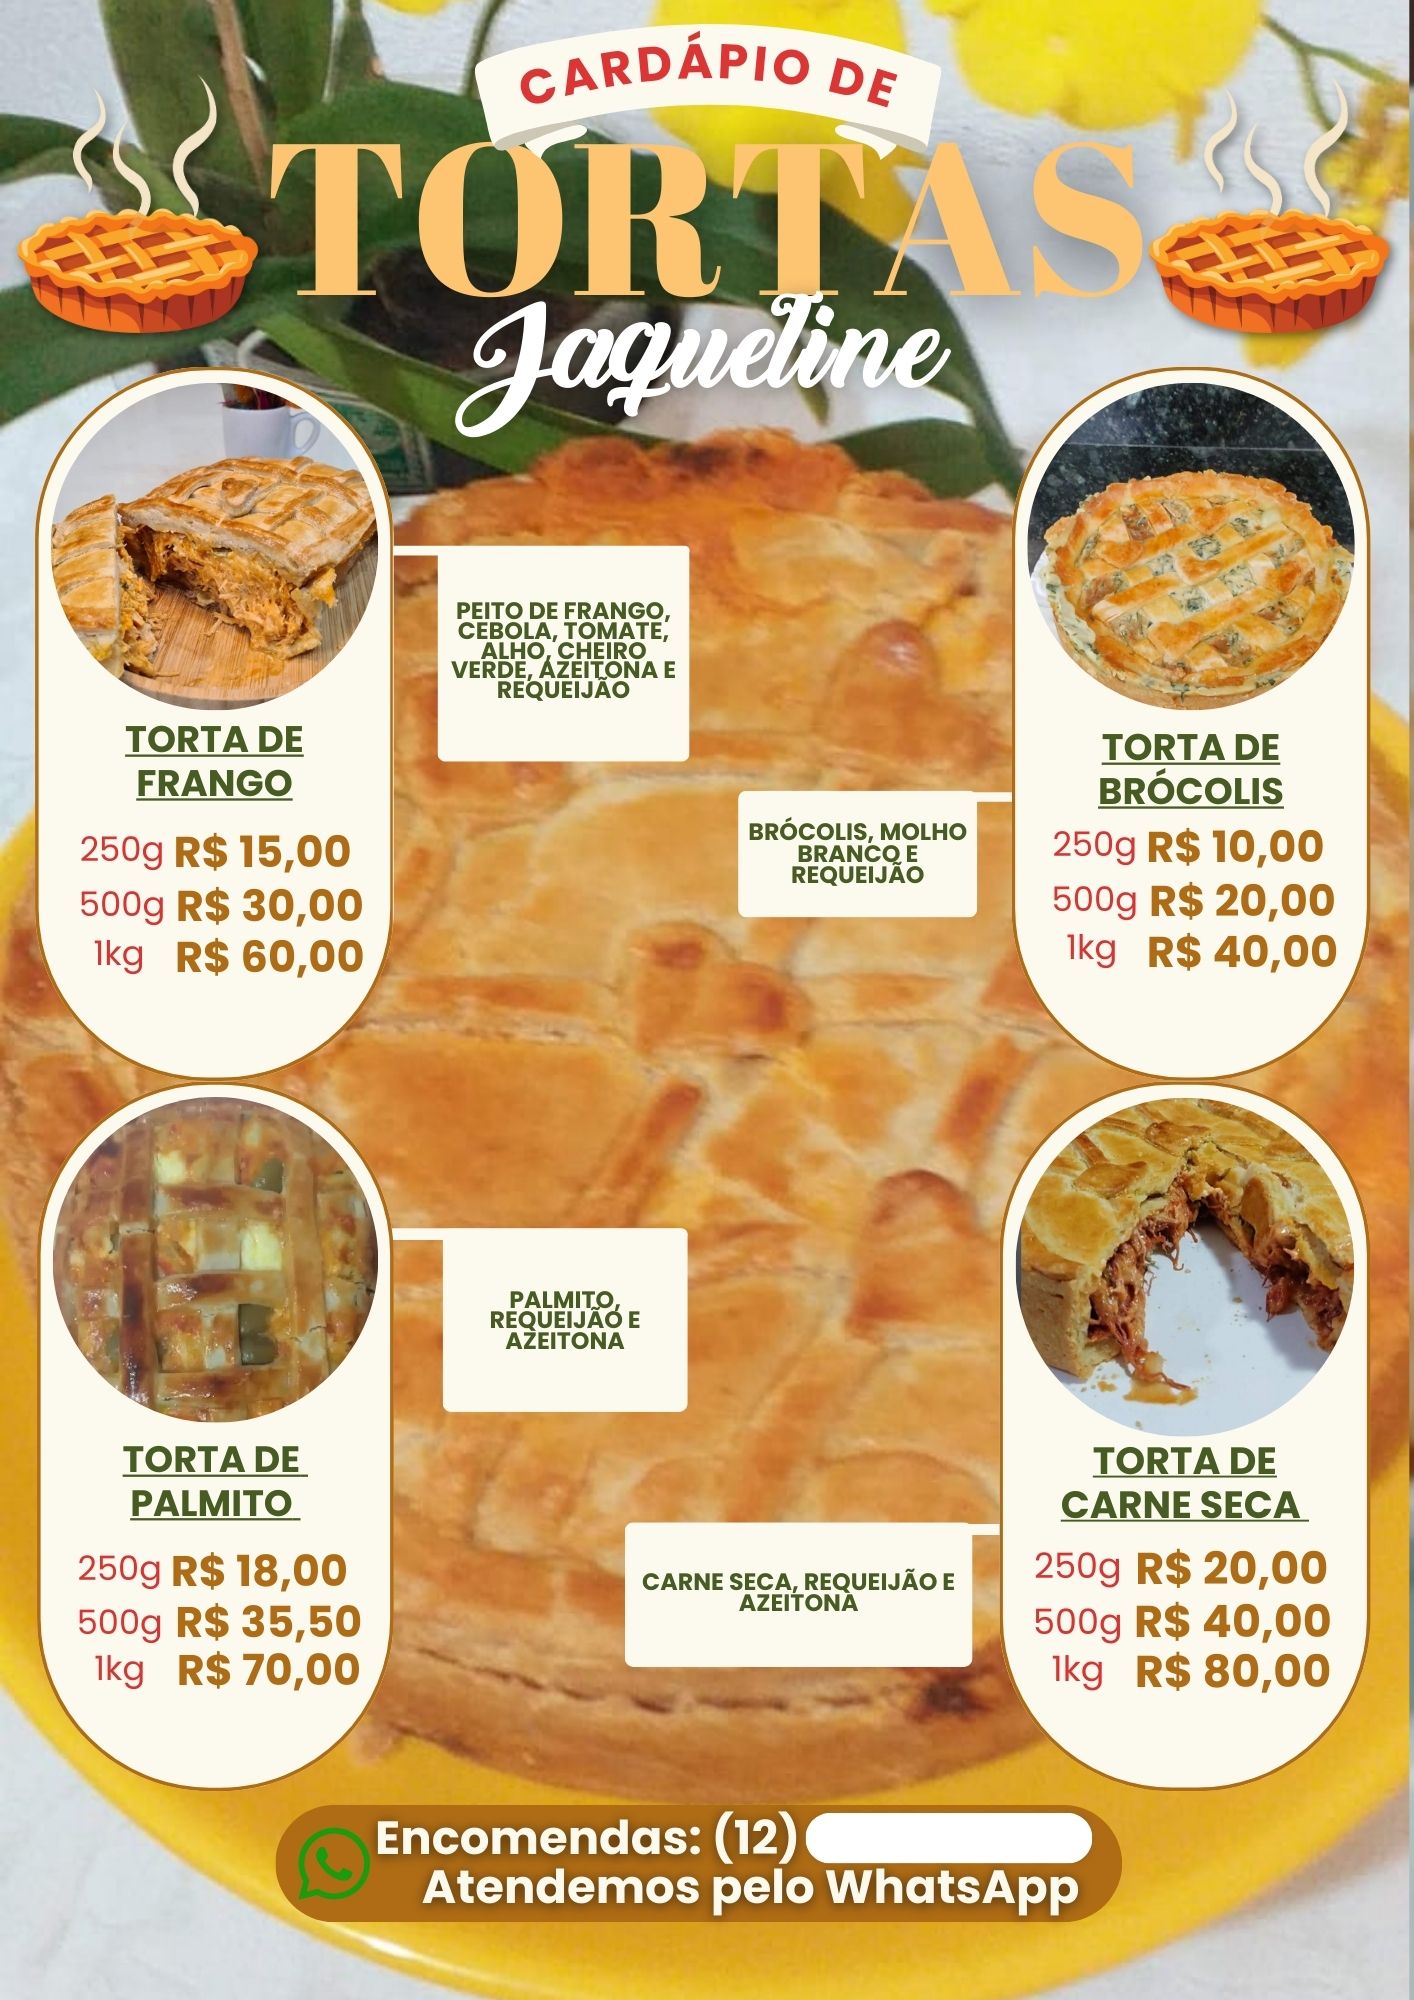 CARDÁPIO DE
TORTAS
Jaqueline
PEITO DE FRANGO,
CEBOLA, TOMATE,
ALHO, CHEIRO
VERDE, AZEITONA E
REQUEIJÃO
TORTA DE
FRANGO
250g R$ 15,00
500g R$ 30,00
1kg R$ 60,00
TORTA DE
BRÓCOLIS
250g R$ 10,00
500g R$ 20,00
1kg R$ 40,00
BRÓCOLIS, MOLHO
BRANCO E
REQUEIJÃO
PALMITO,
REQUEIJÃO E
AZEITONA
TORTA DE
PALMITO
250g R$ 18,00
500g R$ 35,50
1kg R$ 70,00
TORTA DE
CARNE SECA
250g R$ 20,00
500g R$ 40,00
1kg R$ 80,00
CARNE SECA, REQUEIJÃO E
AZEITONA
Encomendas: (12)
Atendemos pelo WhatsApp